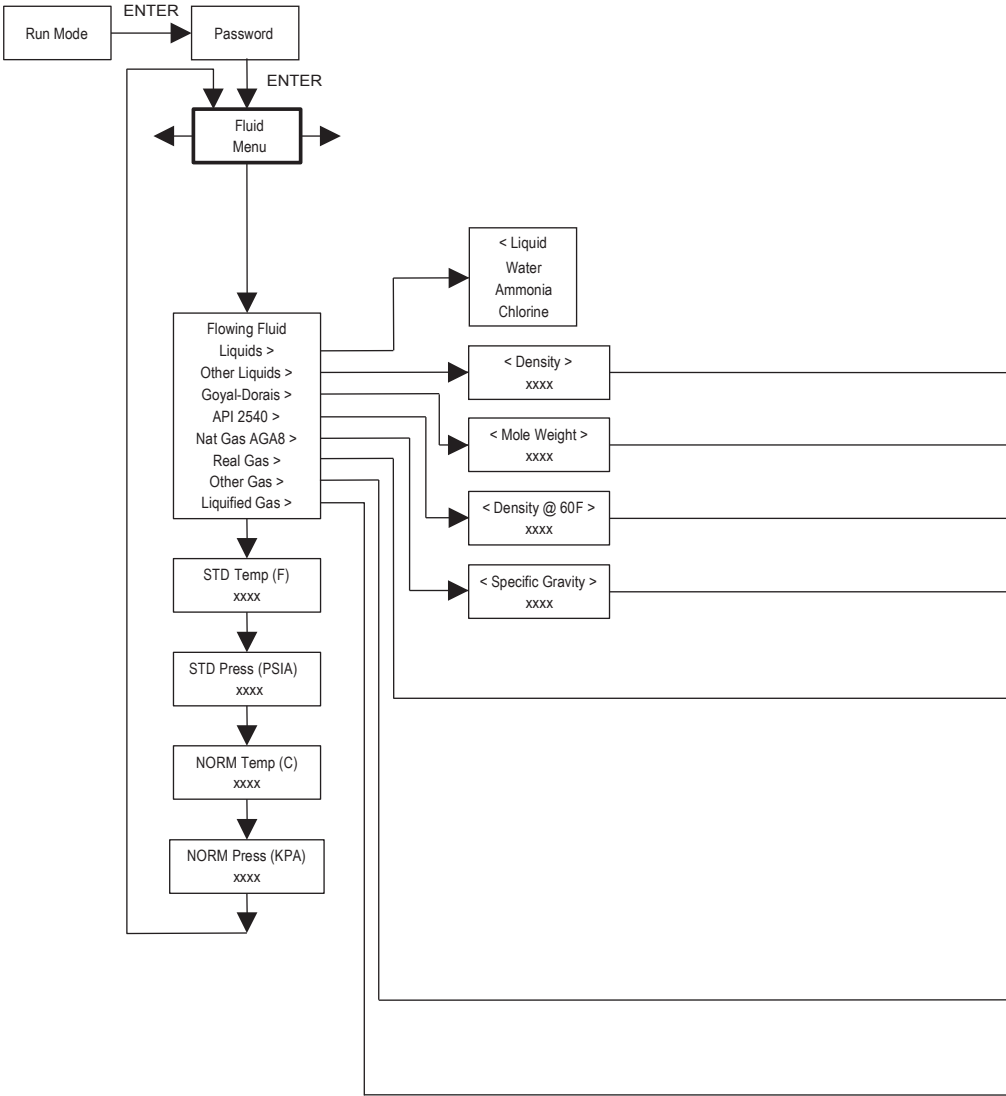 ENTER
Run Mode
Password
ENTER
Fluid
Menu
< Liquid
Water
Ammonia
Chlorine
Flowing Fluid
Liquids >
Other Liquids >
Goyal-Dorais >
API 2540 >
Nat Gas AGA8 >
Real Gas >
Other Gas >
Liquified Gas >
< Density >
xxxx
< Mole Weight >
xxxx
< Density @ 60F >
xxxx
< Specific Gravity >
xxxx
STD Temp (F)
xxxx
STD Press (PSIA)
xxxx
NORM Temp (C)
xxxx
NORM Press (KPA)
xxxx